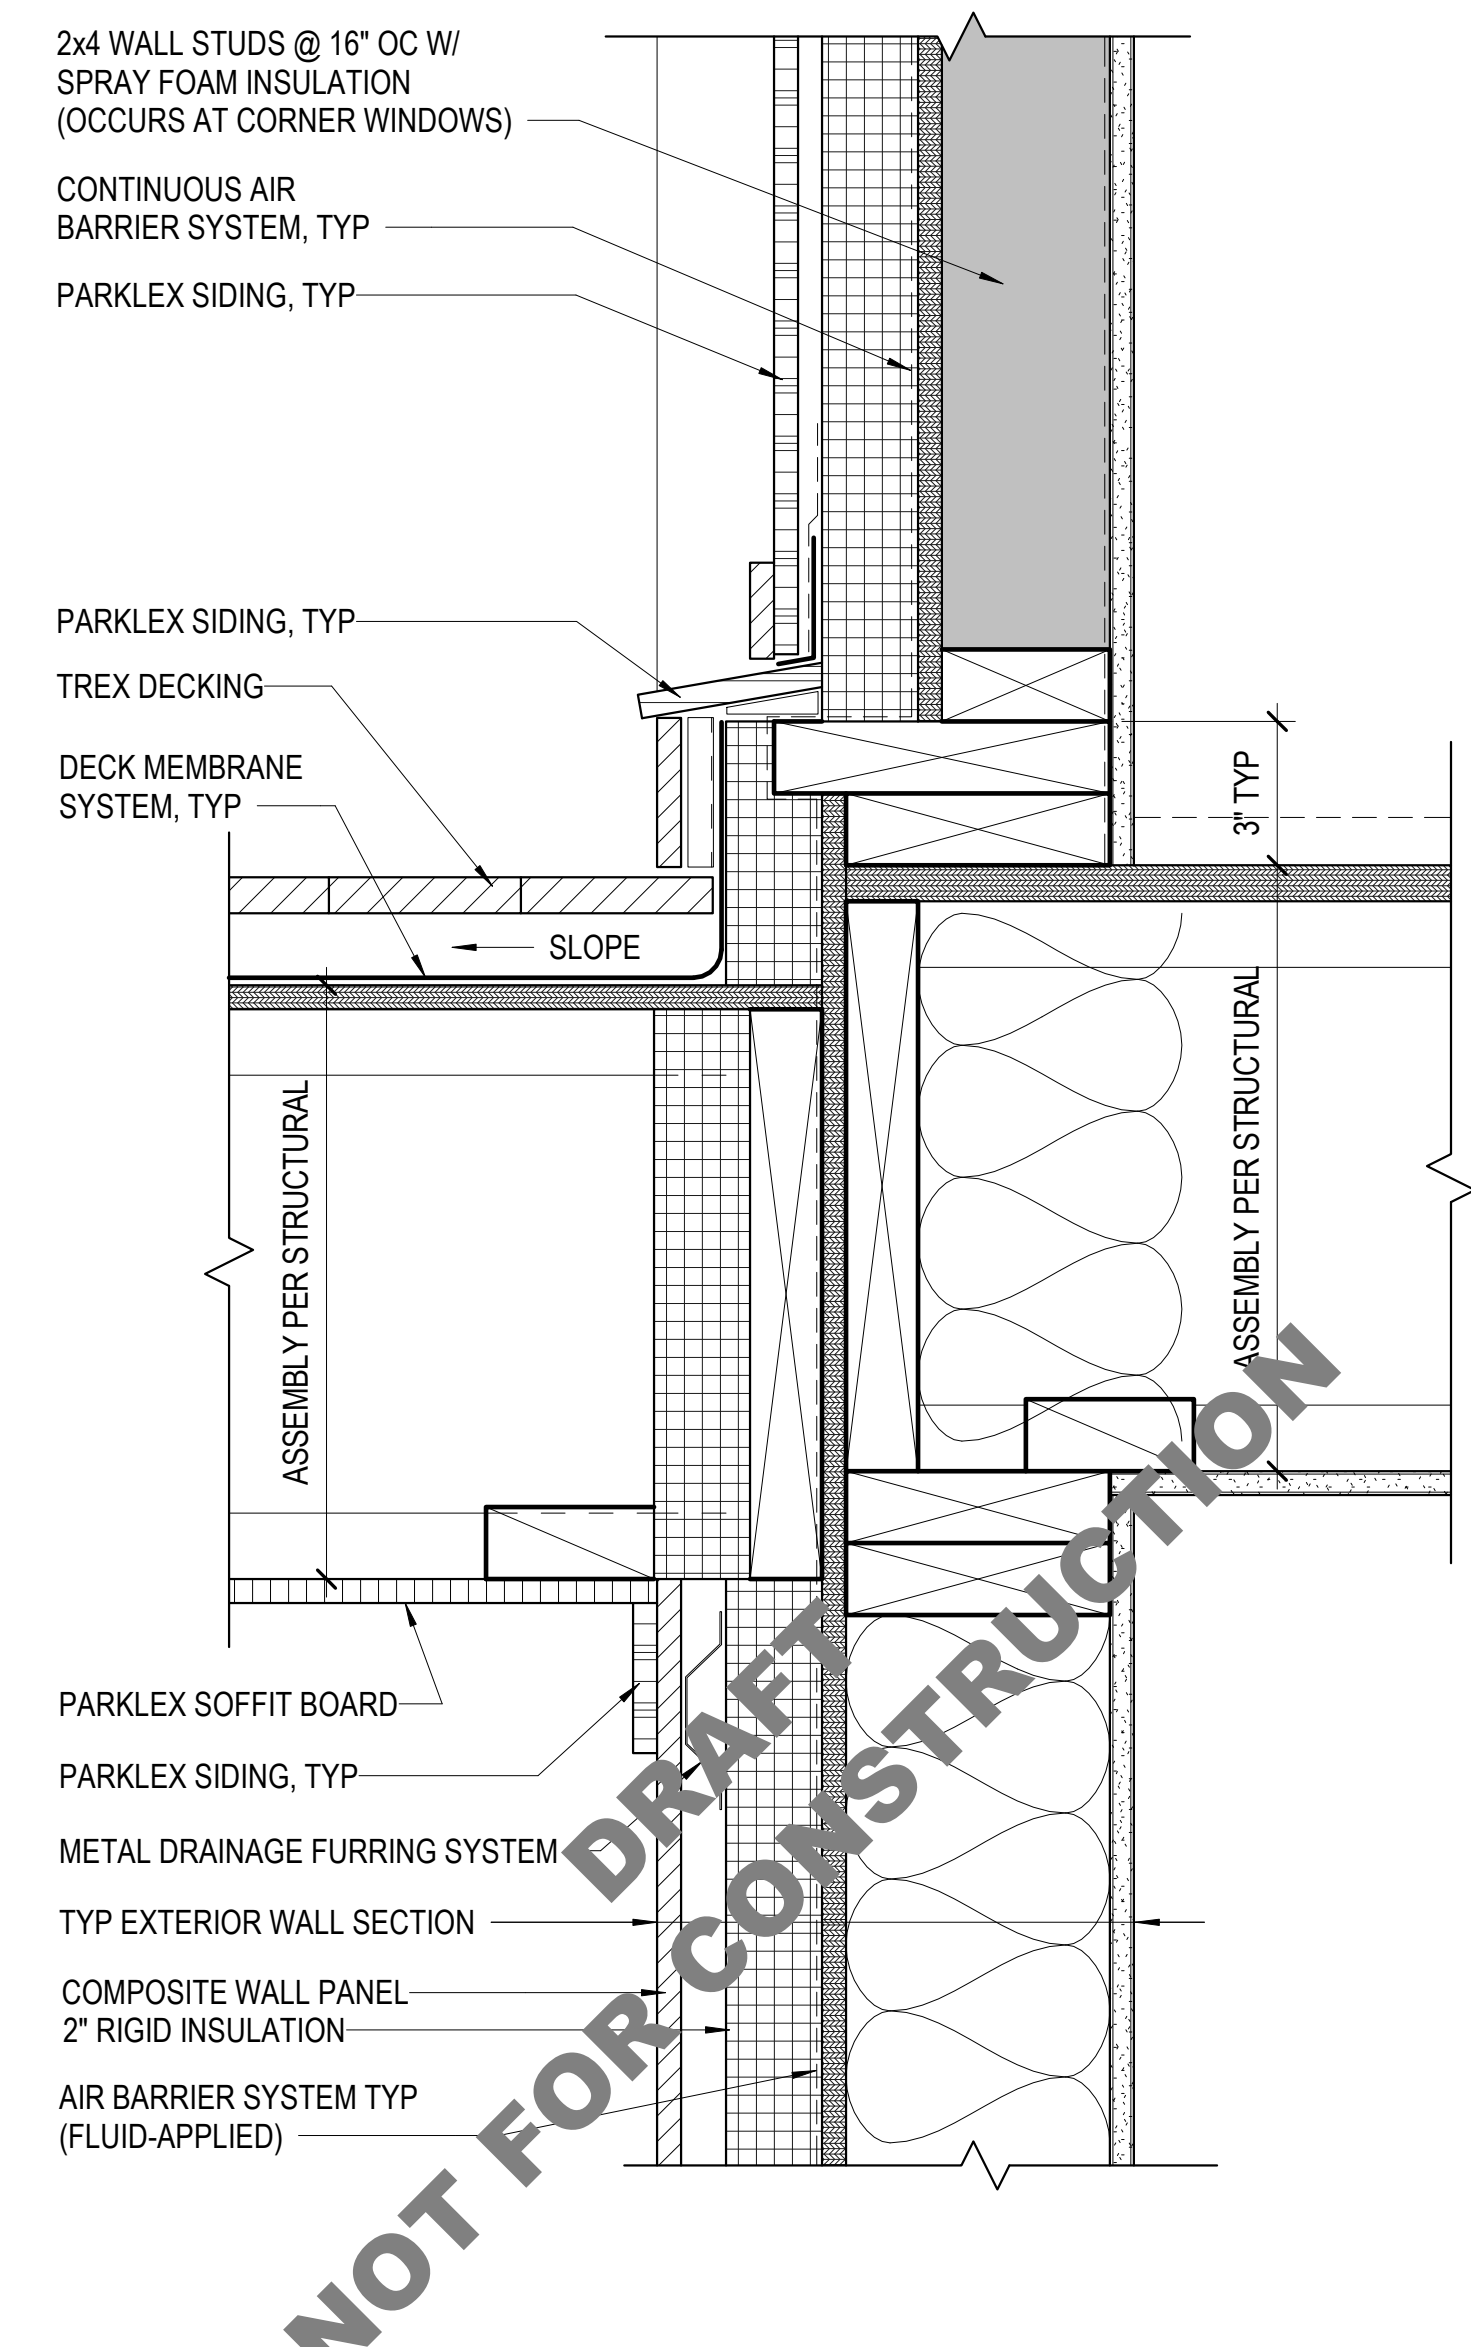 2x4 WALL STUDS @ 16" OC W/
SPRAY FOAM INSULATION
(OCCURS AT CORNER WINDOWS)
CONTINUOUS AIR
BARRIER SYSTEM, TYP
PARKLEX SIDING, TYP
PARKLEX SIDING, TYP
TREX DECKING
DECK MEMBRANE
SYSTEM, TYP
3" TYP
SLOPE
ASSEMBLY PER STRUCTURAL
ASSEMBLY PER STRUCTURAL
PARKLEX SOFFIT BOARD
PARKLEX SIDING, TYP
METAL DRAINAGE FURRING SYSTEM
TYP EXTERIOR WALL SECTION
COMPOSITE WALL PANEL
2" RIGID INSULATION
AIR BARRIER SYSTEM TYP
(FLUID-APPLIED)
DRAFT
NOT FOR CONSTRUCTION